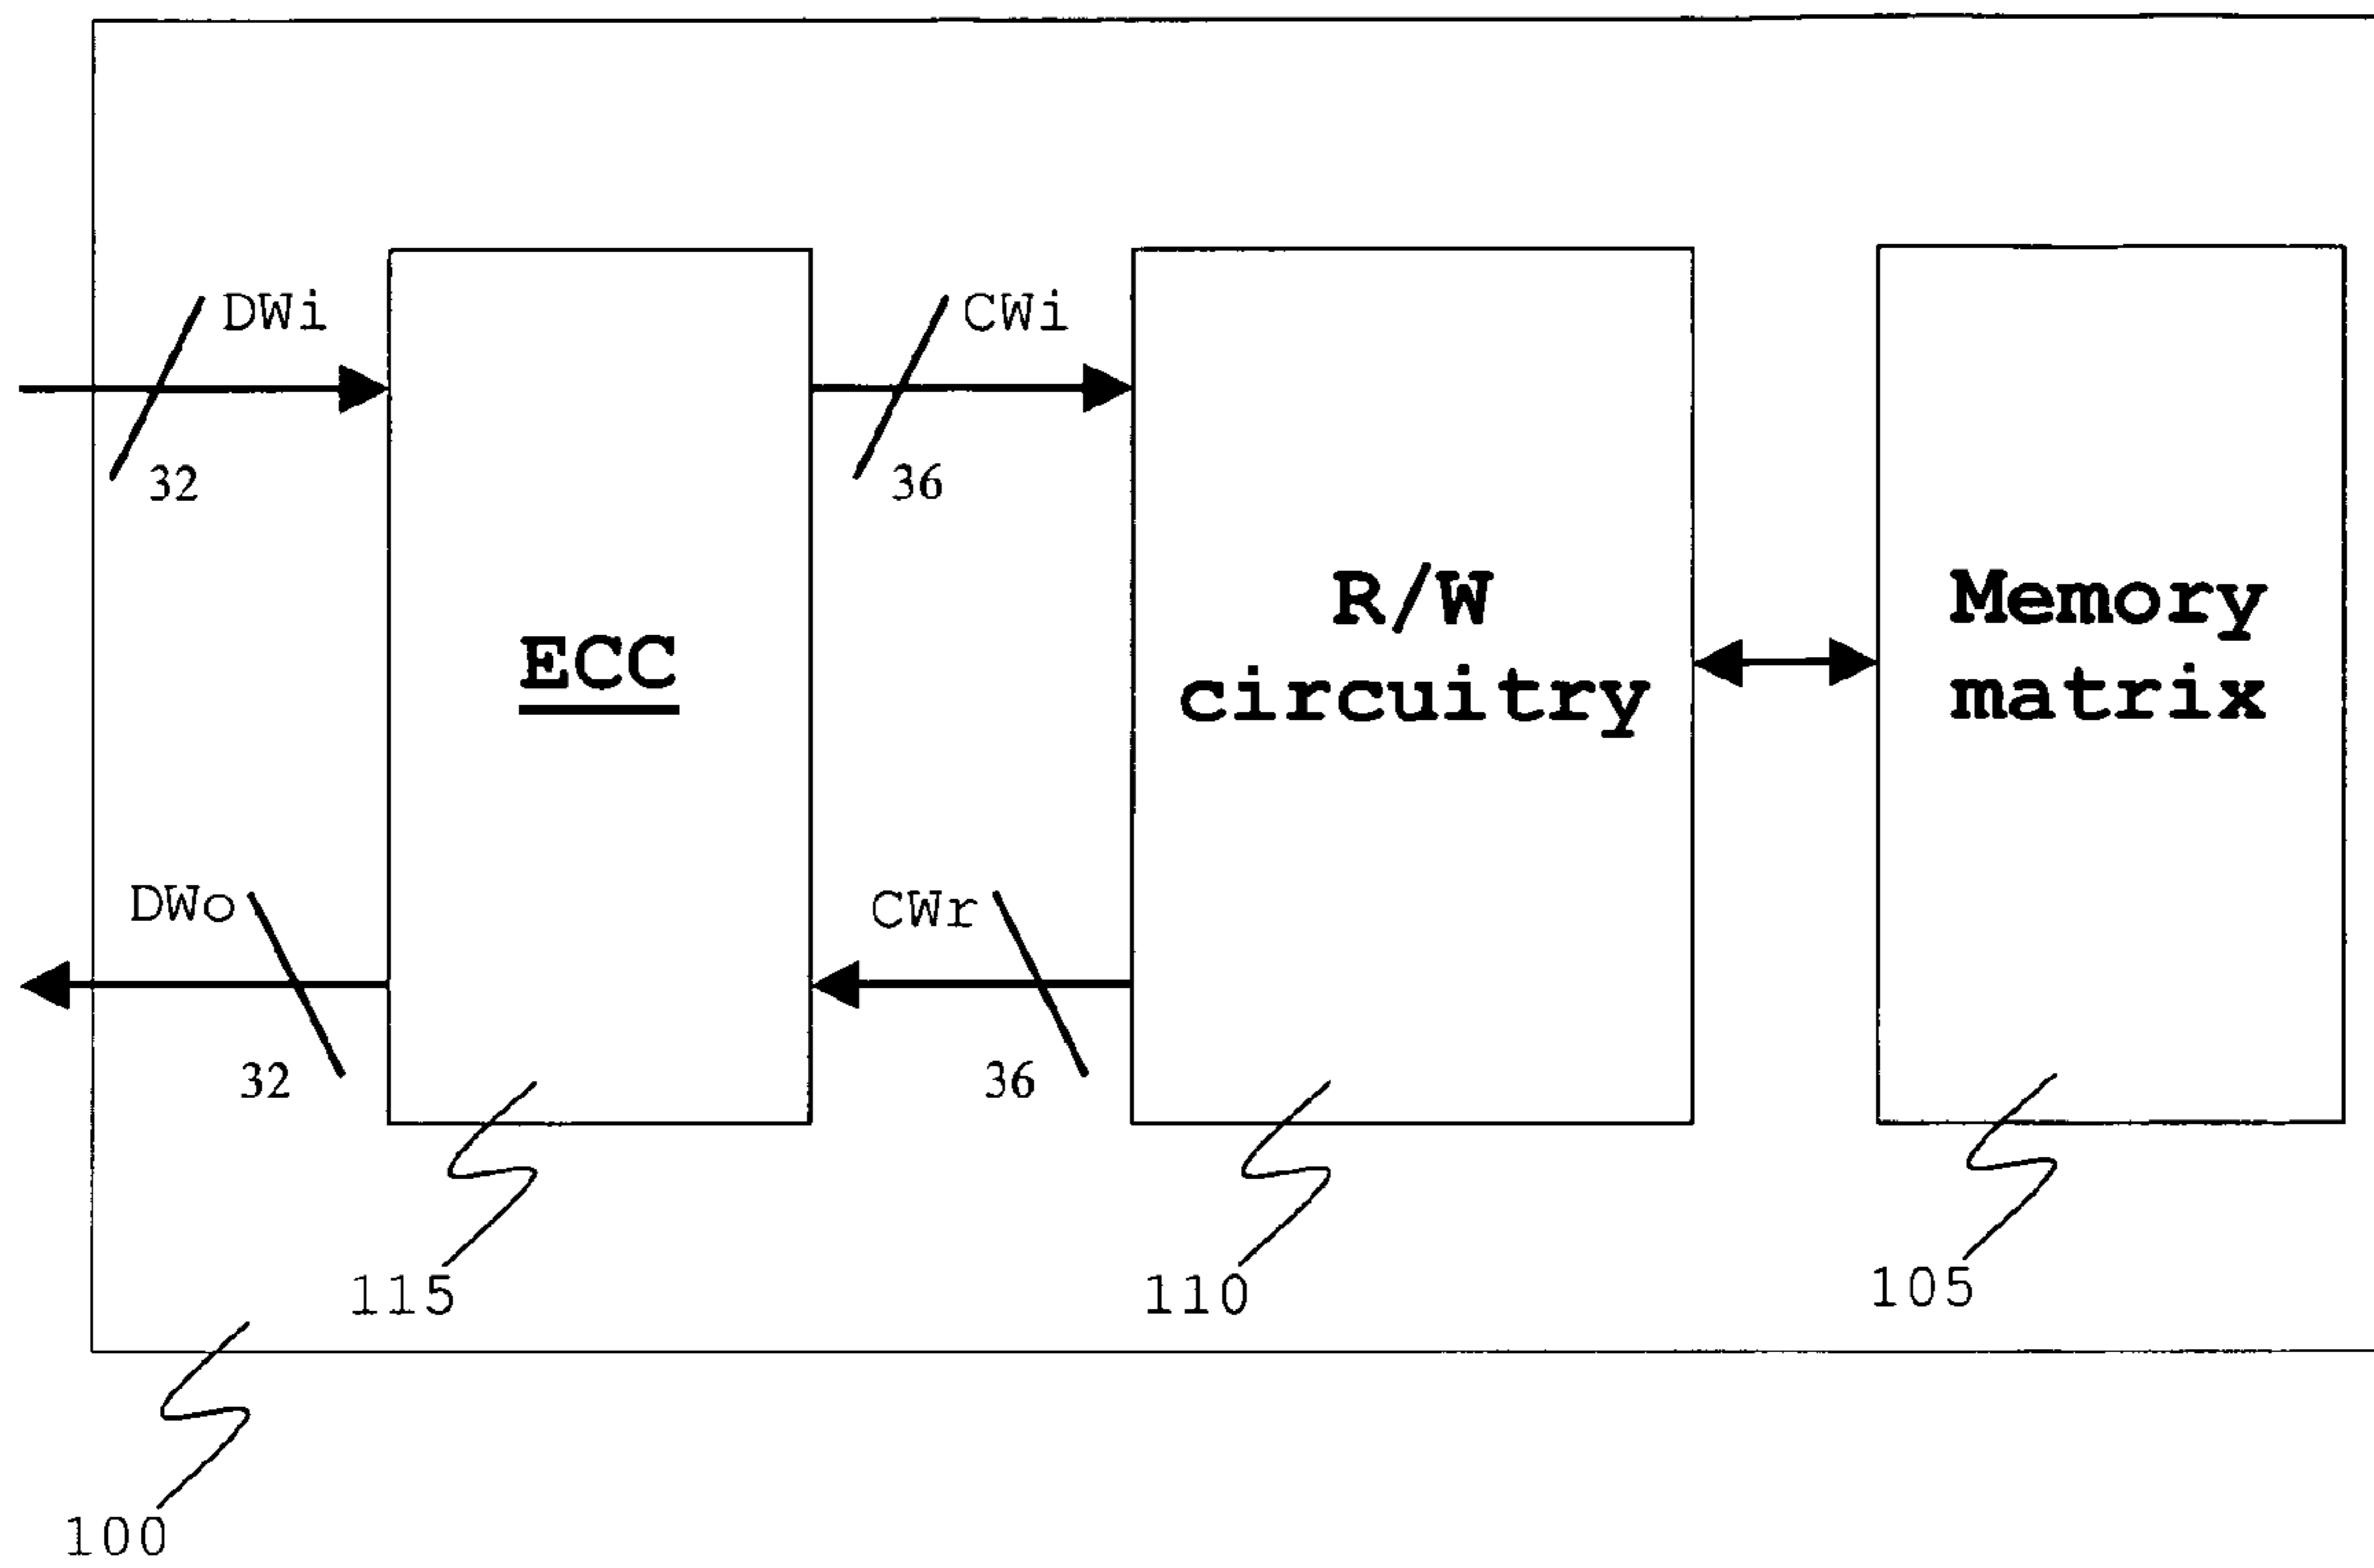 DWi
CWi
32
36
ECC
R/W
circuitry
Memory
matrix
DWo
CWr
32
36
115
110
105
100